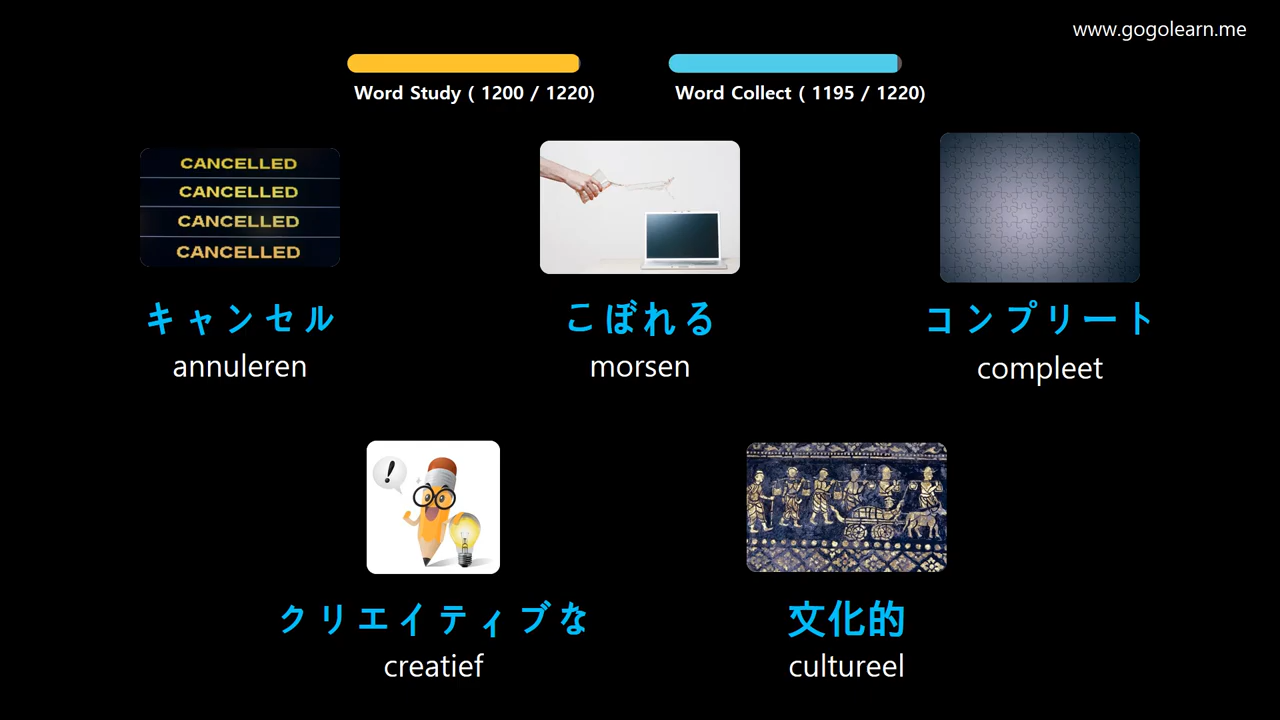 www.gogolearn.me
Word Study ( 1200 / 1220)
Word Collect ( 1195 / 1220)
CANCELLED
CANCELLED
CANCELLED
CANCELLED
キャンセル
annuleren
こぼれる
morsen
コンプリート
compleet
!
クリエイティブな
creatief
文化的
cultureel